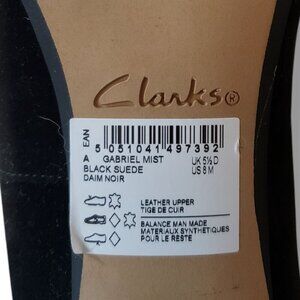 Clarks®
EAN
5 051041 497392
A GABRIEL MIST UK 5½ D
BLACK SUEDE US 8 M
DAIM NOIR
LEATHER UPPER
TIGE DE CUIR
BALANCE MAN MADE
MATERIAUX SYNTHETIQUES
POUR LE RESTE